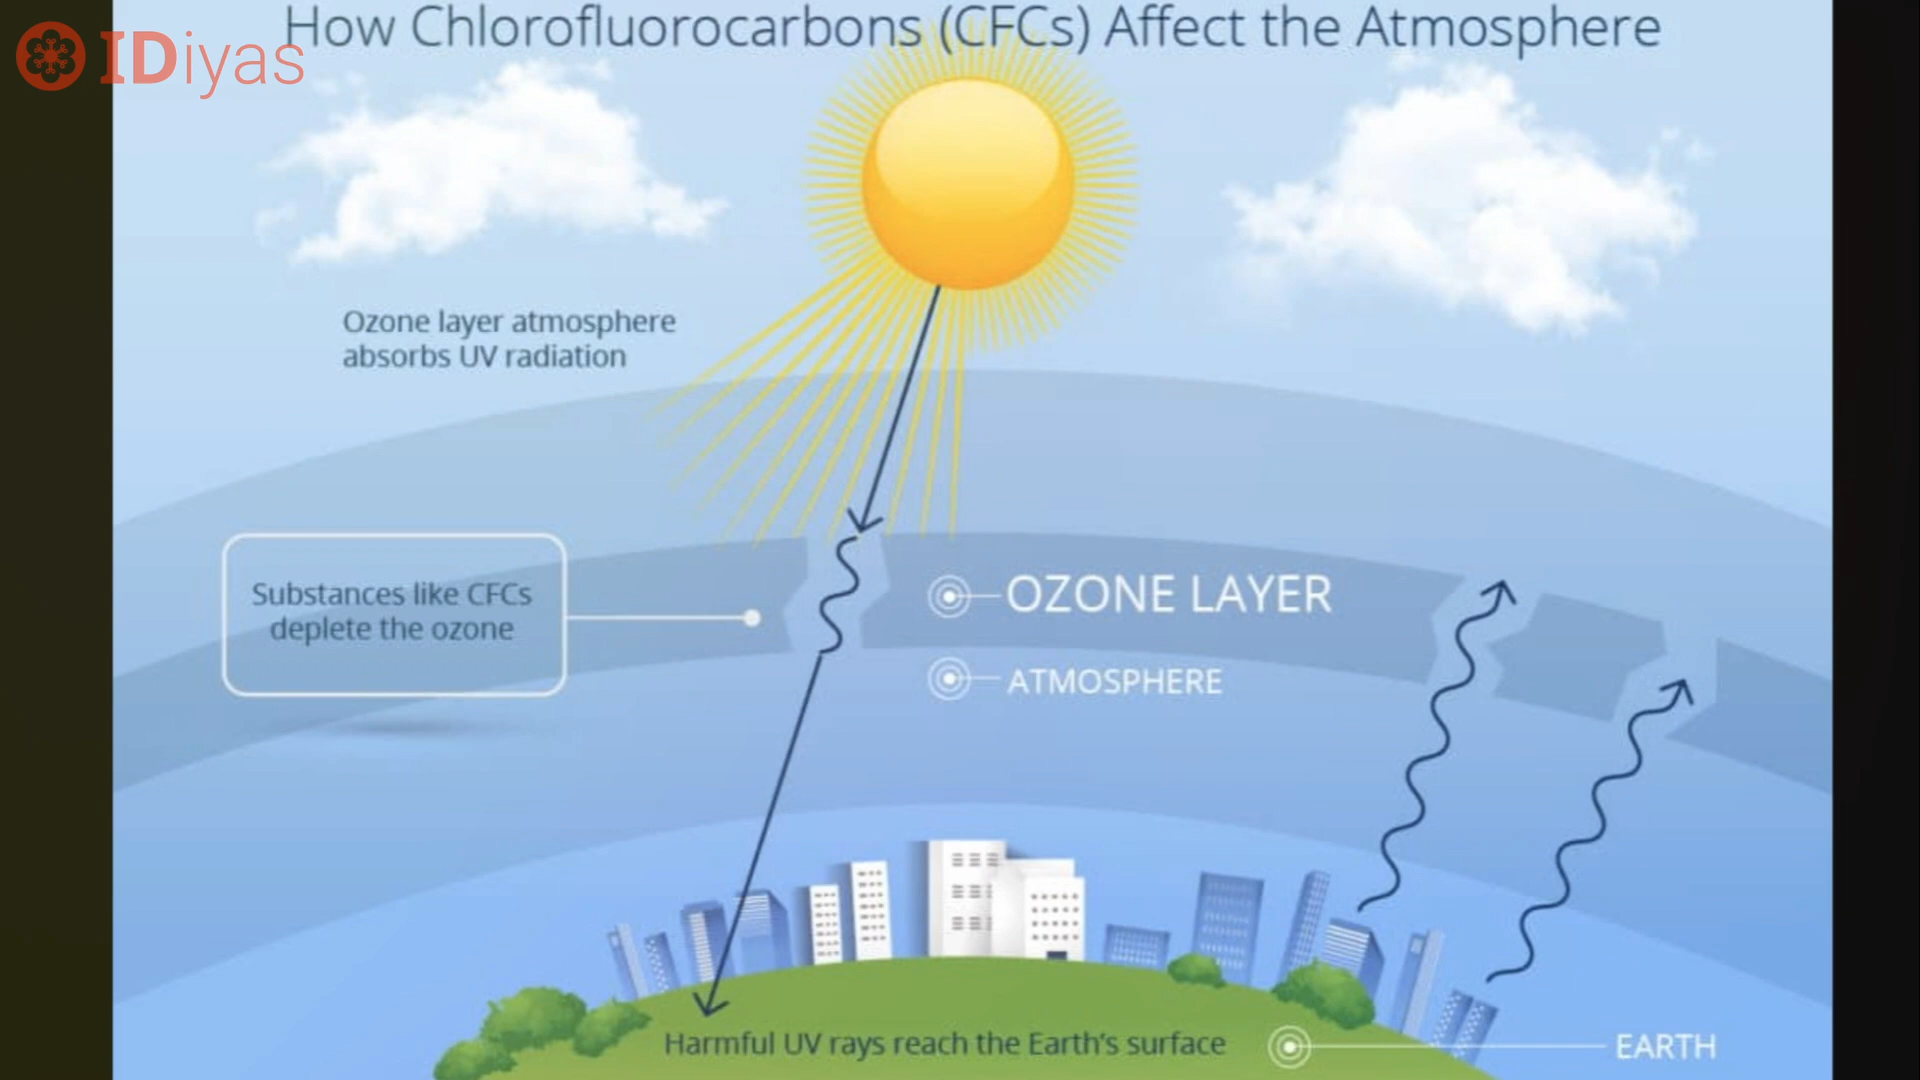 How Chlorofluorocarbons (CFCs) Affect the Atmosphere
IDiyas
Ozone layer atmosphere
absorbs UV radiation
Substances like CFCs
deplete the ozone
OZONE LAYER
ATMOSPHERE
Harmful UV rays reach the Earth's surface
EARTH